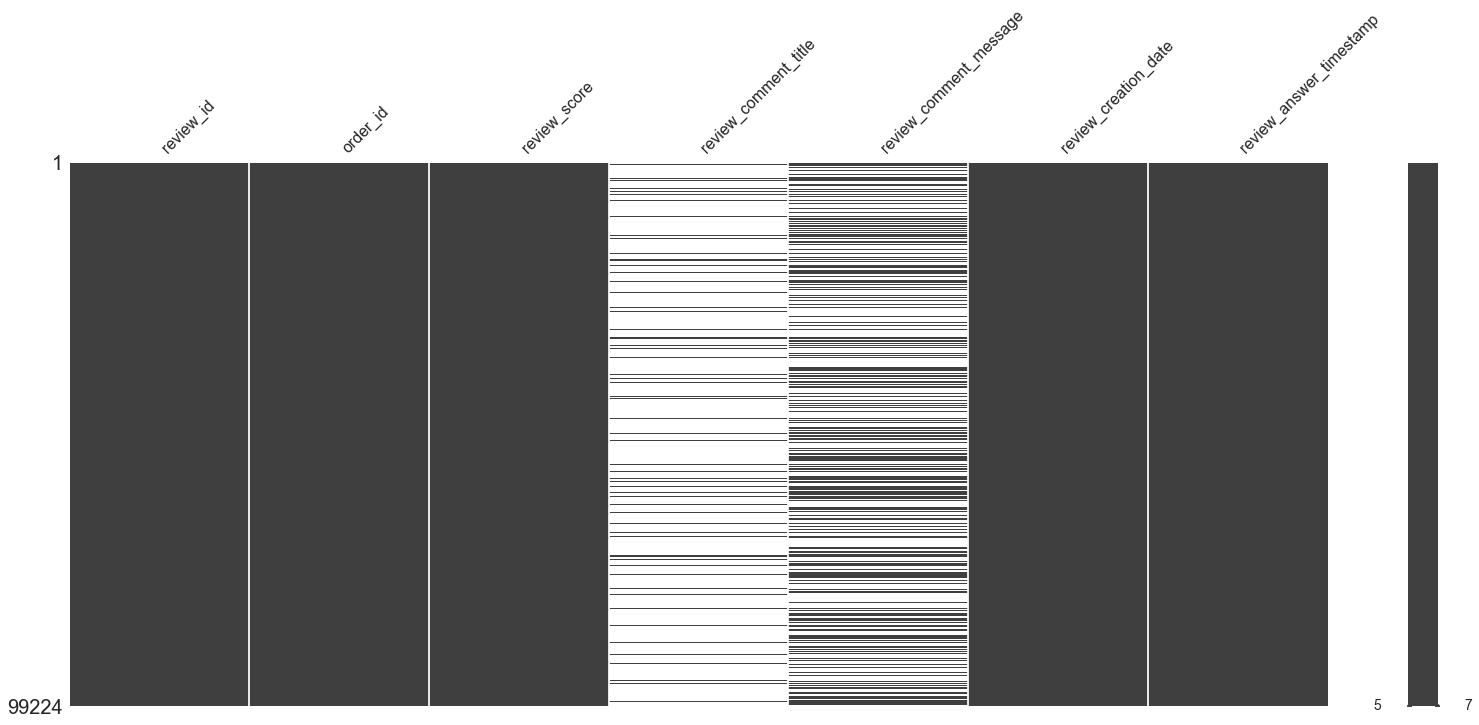 review_id
order_id
review_score
review_comment_title
review_comment_message
review_creation_date
review_answer_timestamp
1
99224
5
7